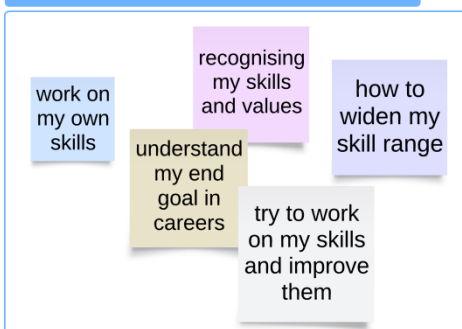 recognising
my skills
and values
work on
my own
skills
how to
widen my
skill range
understand
my end
goal in
careers
try to work
on my skills
and improve
them